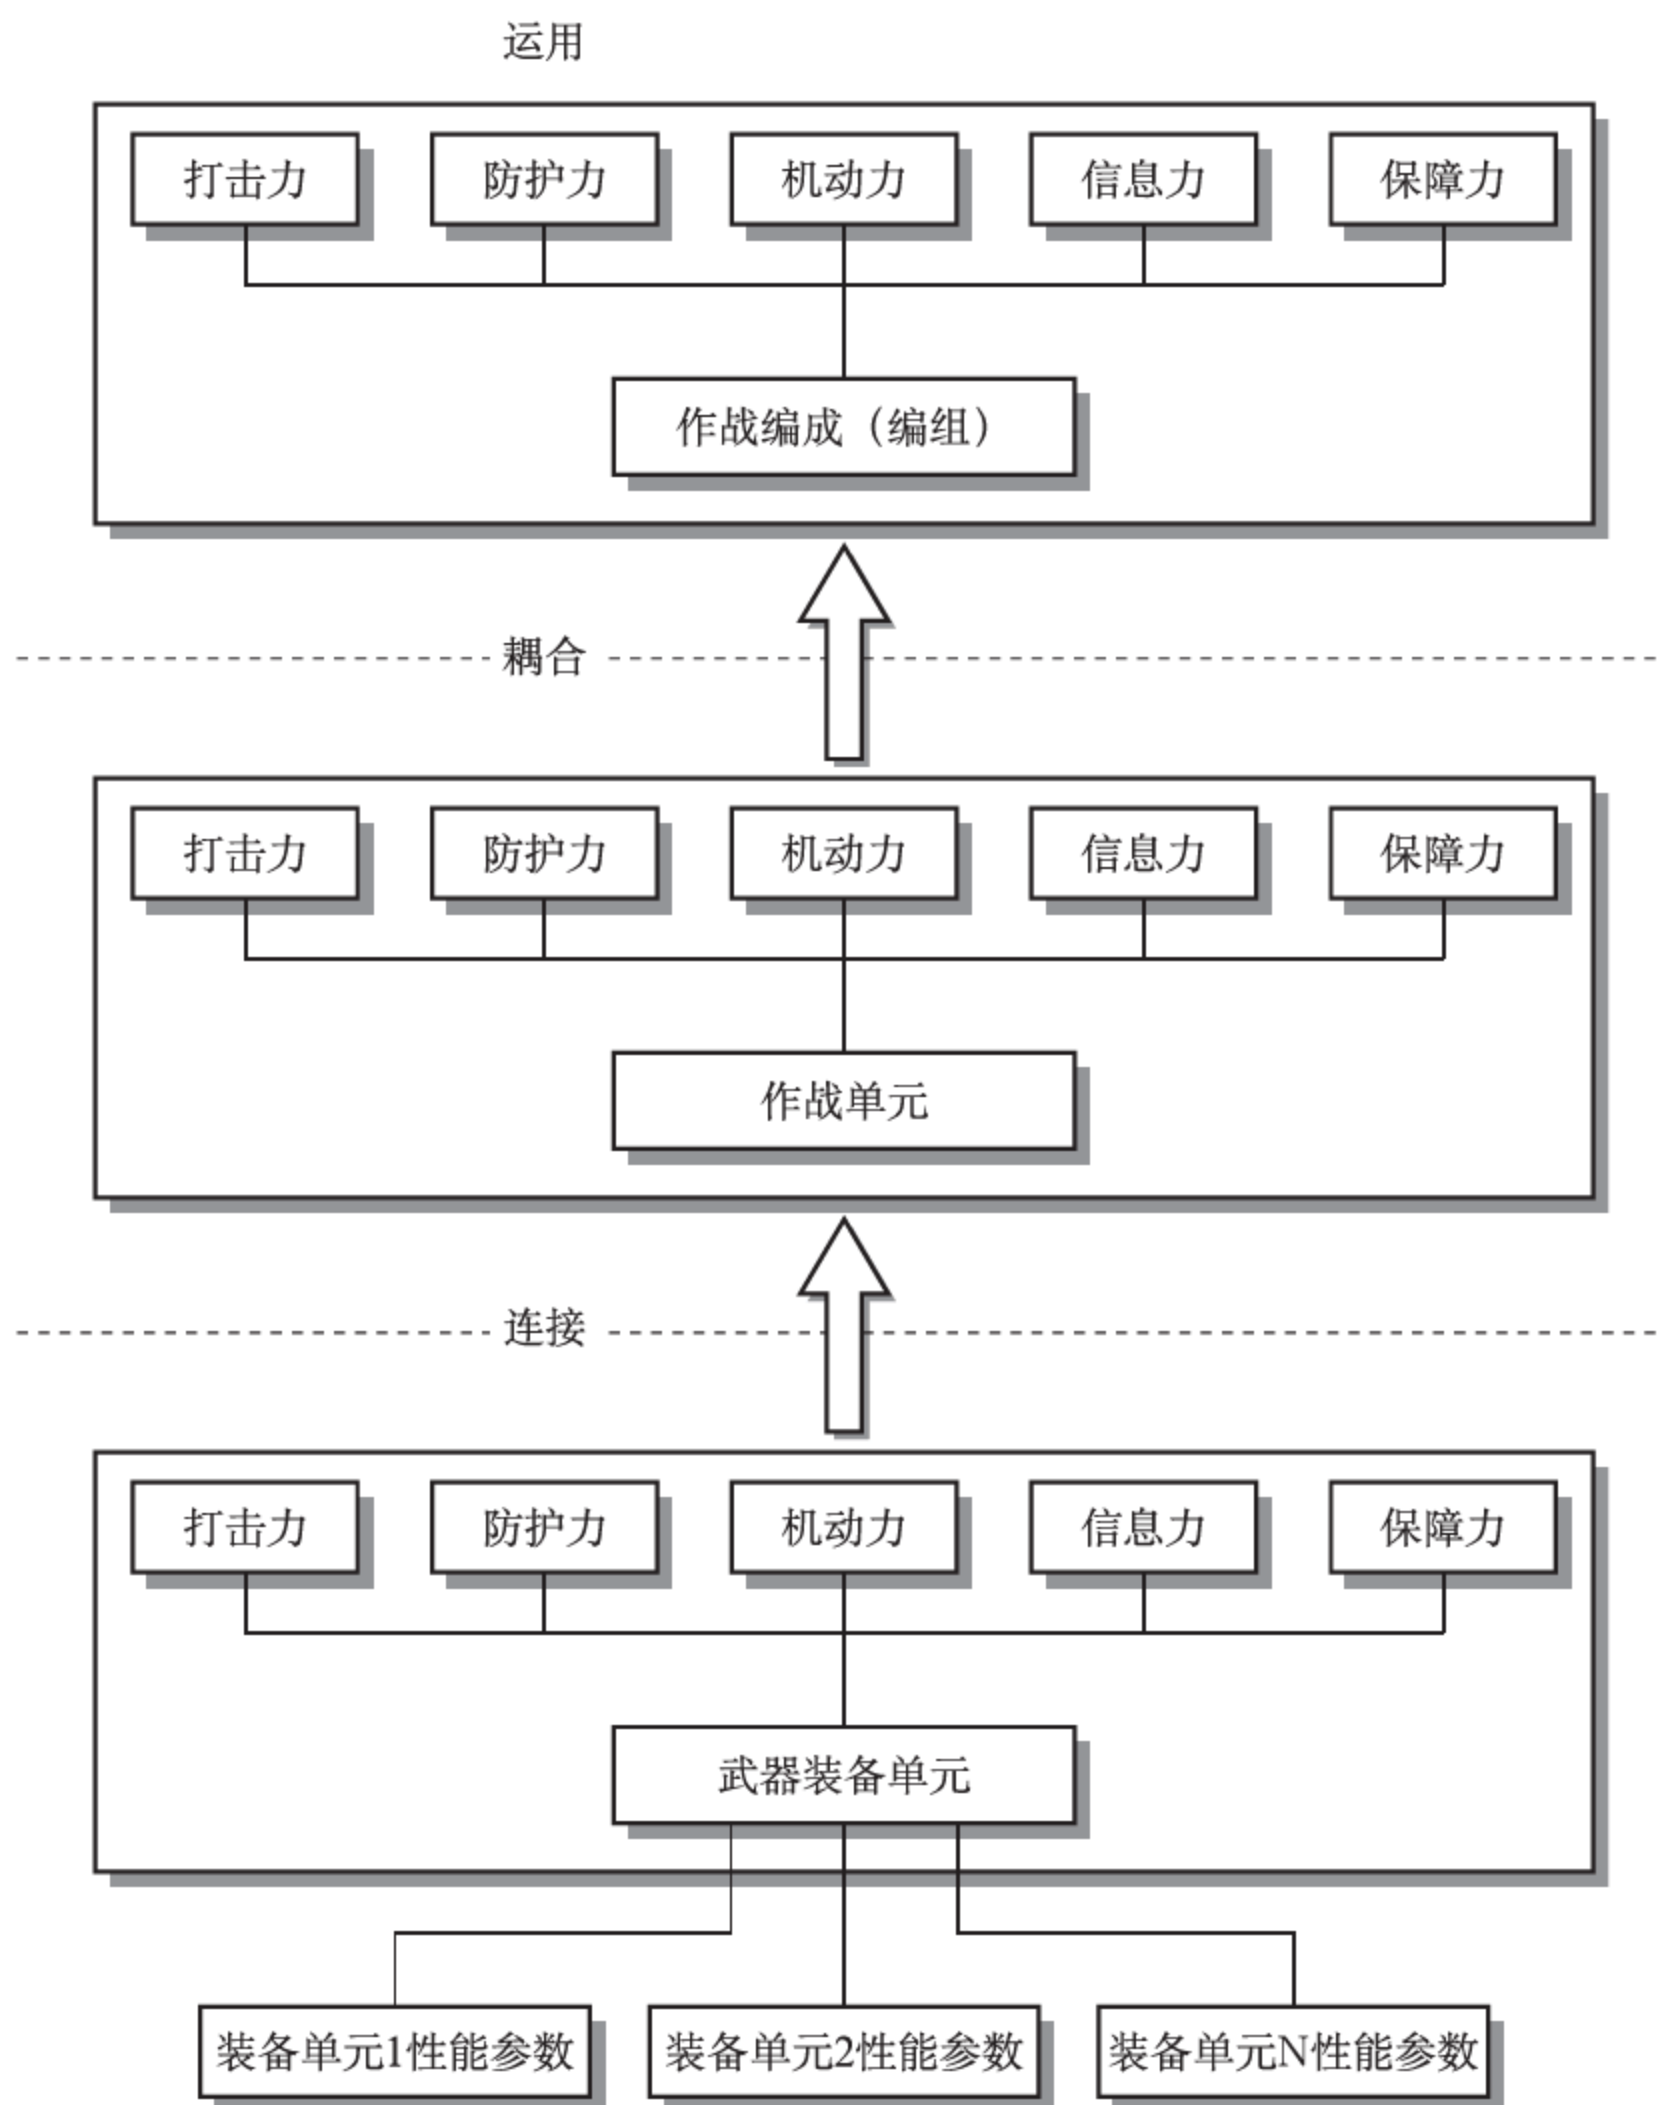 运用
打击力
防护力
机动力
信息力
保障力
作战编成（编组）
耦合
打击力
防护力
机动力
信息力
保障力
作战单元
连接
打击力
防护力
机动力
信息力
保障力
武器装备单元
装备单元1性能参数
装备单元2性能参数
装备单元N性能参数